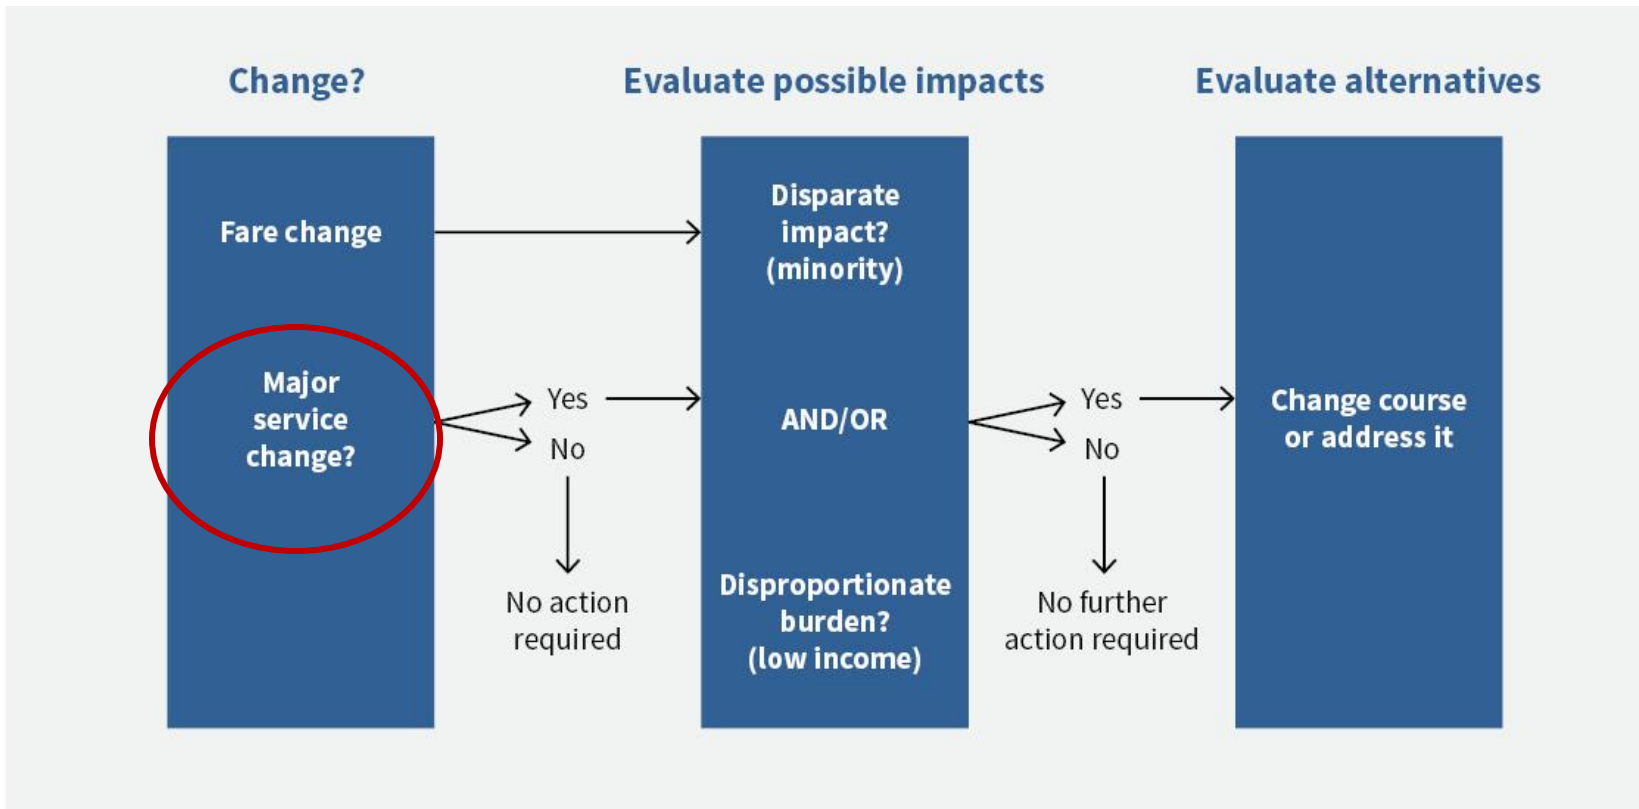 Change?
Evaluate possible impacts
Evaluate alternatives
Fare change
Major
service
change?
Yes
No
No action
required
Disparate
impact?
(minority)
AND/OR
Disproportionate
burden?
(low income)
Yes
No
No further
action required
Change course
or address it